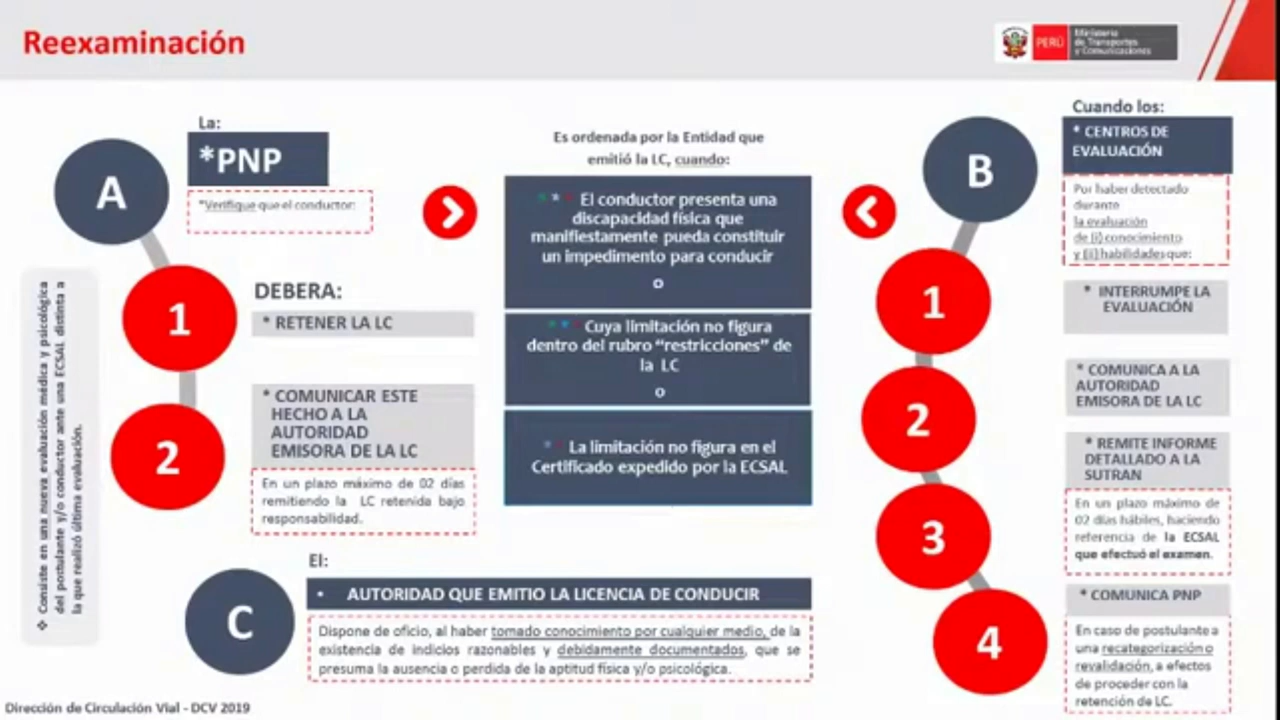 Reexaminación
PERÚ
Ministerio
de Transportes
y Comunicaciones
❖ Consiste en una nueva evaluación médica y psicológica
del postulante y/o conductor ante una ECSAL distinta a
la que realizó última evaluación.
A
La:
*PNP
*Verifique que el conductor:
1
DEBERA:
* RETENER LA LC
2
* COMUNICAR ESTE
HECHO A LA
AUTORIDAD
EMISORA DE LA LC
En un plazo máximo de 02 días
remitiendo la LC retenida bajo
responsabilidad.
Es ordenada por la Entidad que
emitió la LC, cuando:
* * * El conductor presenta una
discapacidad física que
manifiestamente pueda constituir
un impedimento para conducir
o
* * * Cuya limitación no figura
dentro del rubro “restricciones” de
la LC
o
* * La limitación no figura en el
Certificado expedido por la ECSAL
B
Cuando los:
* CENTROS DE
EVALUACIÓN
Por haber detectado
durante
la evaluación
de (i) conocimiento
y (ii) habilidades que:
1
* INTERRUMPE LA
EVALUACIÓN
2
* COMUNICA A LA
AUTORIDAD
EMISORA DE LA LC
3
* REMITE INFORME
DETALLADO A LA
SUTRAN
En un plazo máximo de
02 días hábiles, haciendo
referencia de la ECSAL
que efectuó el examen.
4
* COMUNICA PNP
En caso de postulante a
una recategorización o
revalidación, a efectos
de proceder con la
retención de LC.
C
El:
• AUTORIDAD QUE EMITIO LA LICENCIA DE CONDUCIR
Dispone de oficio, al haber tomado conocimiento por cualquier medio, de la
existencia de indicios razonables y debidamente documentados, que se
presuma la ausencia o perdida de la aptitud física y/o psicológica.
Dirección de Circulación Vial - DCV 2019